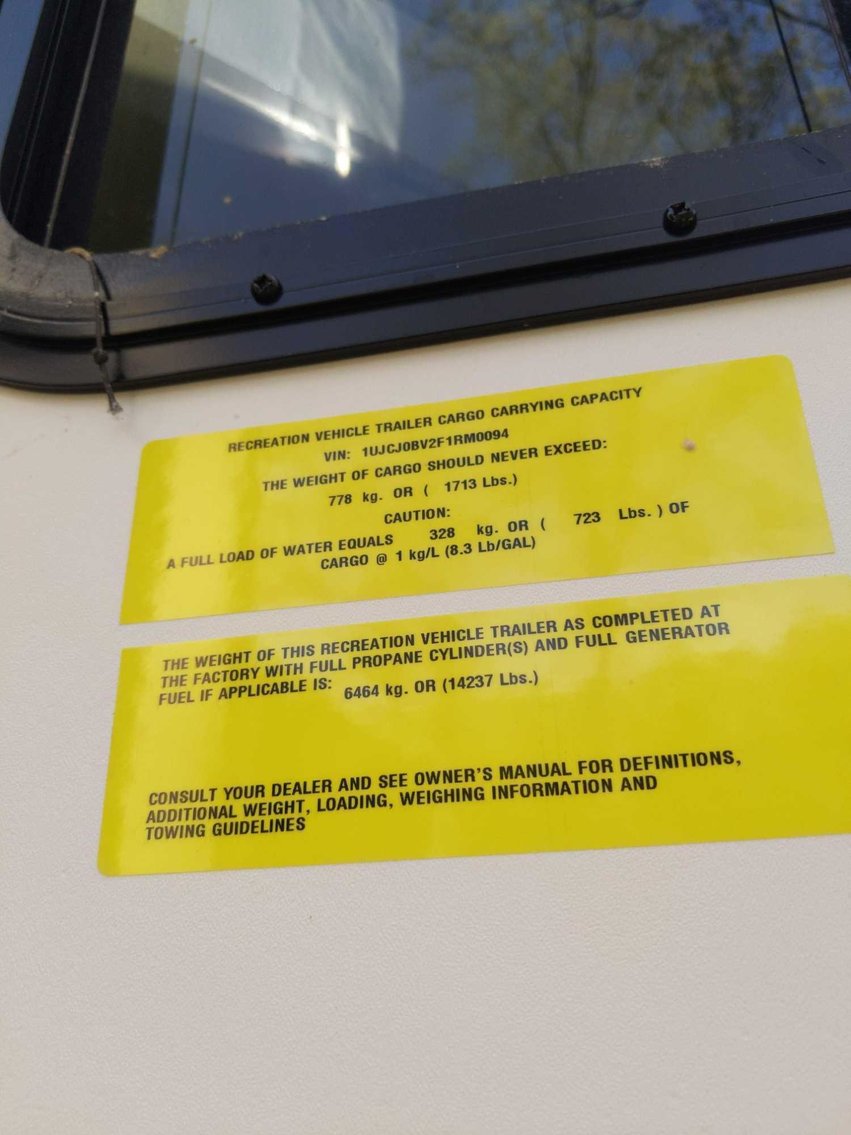 RECREATION VEHICLE TRAILER CARGO CARRYING CAPACITY
VIN: 1UJCJ0BV2F1RM0094
THE WEIGHT OF CARGO SHOULD NEVER EXCEED:
778 kg. OR ( 1713 Lbs.)
CAUTION:
A FULL LOAD OF WATER EQUALS 328 kg. OR ( 723 Lbs. ) OF
CARGO @ 1 kg/L (8.3 Lb/GAL)
THE WEIGHT OF THIS RECREATION VEHICLE TRAILER AS COMPLETED AT
THE FACTORY WITH FULL PROPANE CYLINDER(S) AND FULL GENERATOR
FUEL IF APPLICABLE IS: 6464 kg. OR (14237 Lbs.)
CONSULT YOUR DEALER AND SEE OWNER'S MANUAL FOR DEFINITIONS,
ADDITIONAL WEIGHT, LOADING, WEIGHING INFORMATION AND
TOWING GUIDELINES